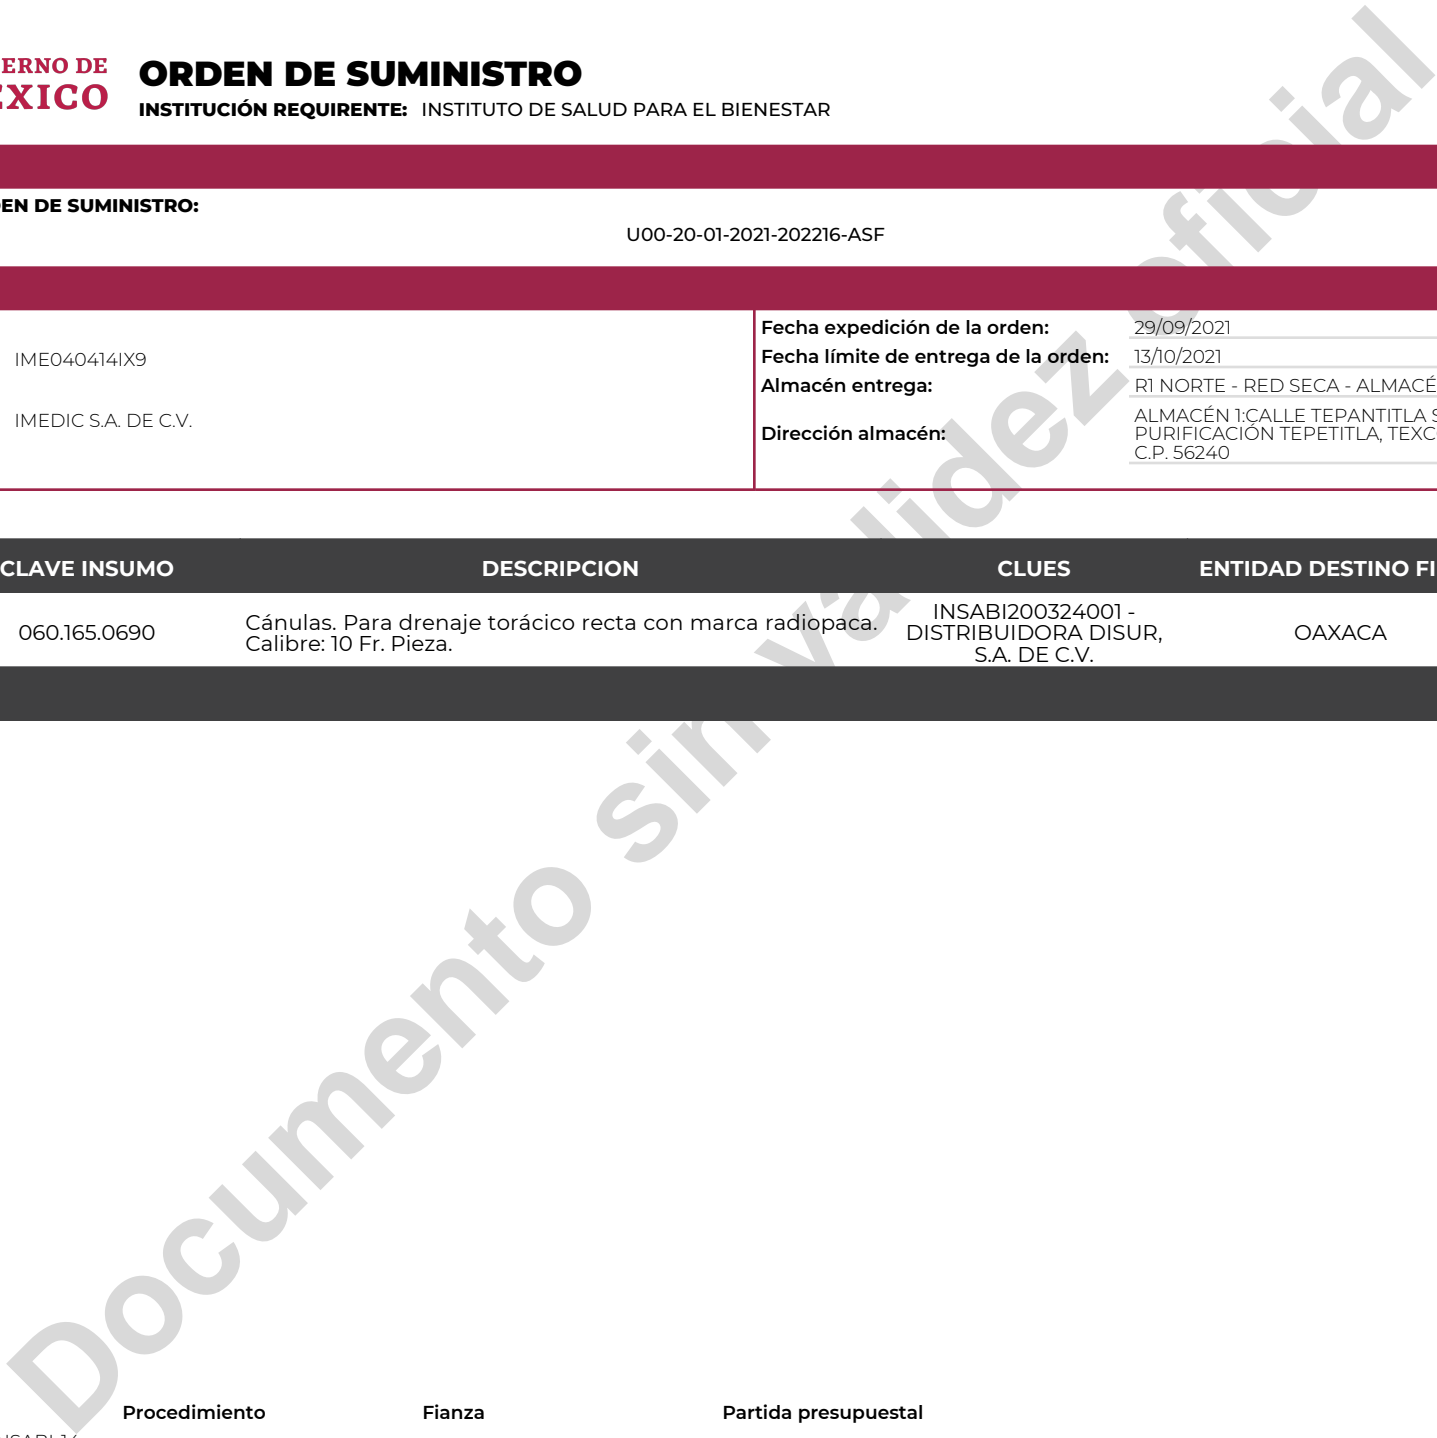 ERNO DE
EXICO
ORDEN DE SUMINISTRO
INSTITUCIÓN REQUIRENTE: INSTITUTO DE SALUD PARA EL BIENESTAR
EN DE SUMINISTRO:
U00-20-01-2021-202216-ASF
IME040414IX9
IMEDIC S.A. DE C.V.
Fecha expedición de la orden: 29/09/2021
Fecha límite de entrega de la orden: 13/10/2021
Almacén entrega: R1 NORTE - RED SECA - ALMACÉ
Dirección almacén: ALMACÉN 1:CALLE TEPANTITLA S
PURIFICACIÓN TEPETITLA, TEXC
C.P. 56240
CLAVE INSUMO DESCRIPCION CLUES ENTIDAD DESTINO FI
060.165.0690
Cánulas. Para drenaje torácico recta con marca radiopaca.
Calibre: 10 Fr. Pieza.
INSABI200324001 -
DISTRIBUIDORA DISUR,
S.A. DE C.V.
OAXACA
Documento sin validez oficial
Procedimiento Fianza Partida presupuestal